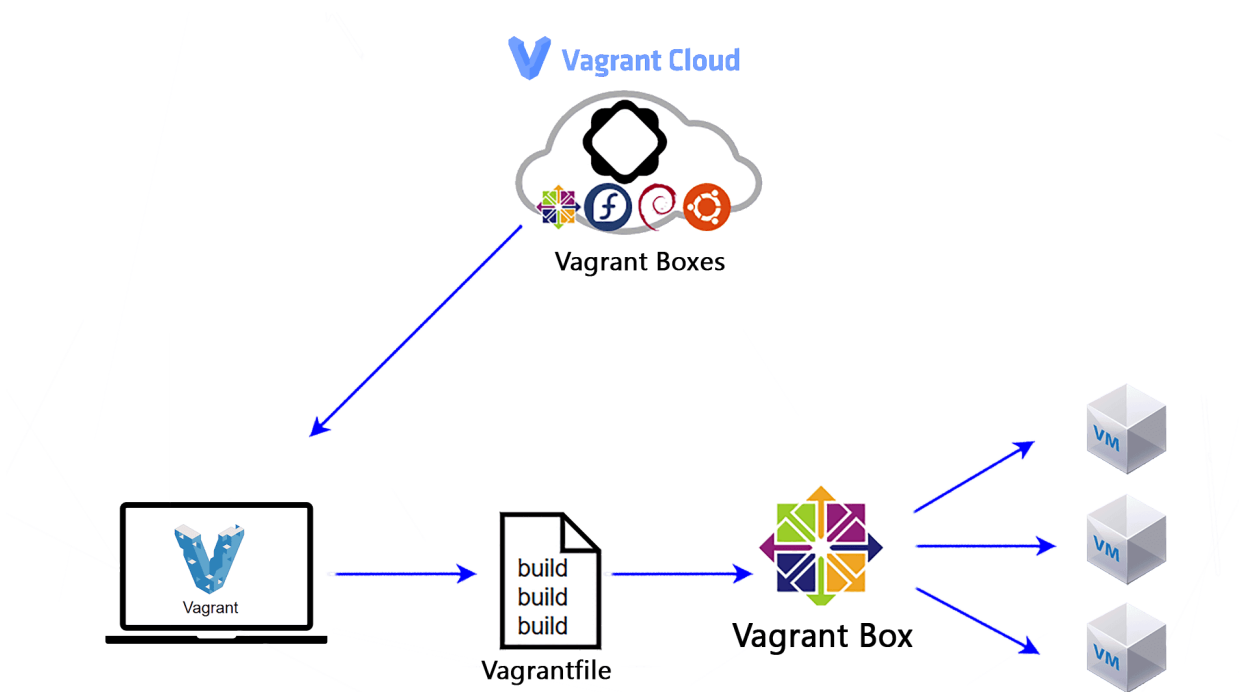 Vagrant Cloud
Vagrant Boxes
Vagrant
build
build
build
Vagrantfile
Vagrant Box
VM
VM
VM